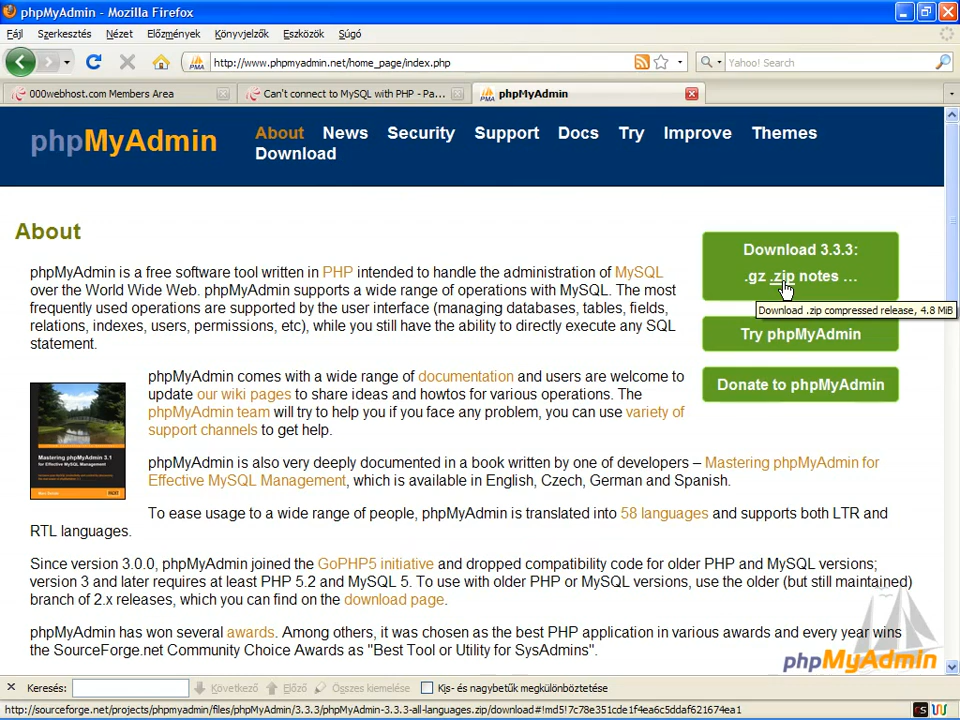 phpMyAdmin - Mozilla Firefox
Fájl Szerkesztés Nézet Előzmények Könyvjelzők Eszközök Súgó
PMA http://www.phpmyadmin.net/home_page/index.php Yahoo! Search
000webhost.com Members Area Can't connect to MySQL with PHP - Pa... PMA phpMyAdmin
phpMyAdmin About News Security Support Docs Try Improve Themes
Download
About
phpMyAdmin is a free software tool written in PHP intended to handle the administration of MySQL
over the World Wide Web. phpMyAdmin supports a wide range of operations with MySQL. The most
frequently used operations are supported by the user interface (managing databases, tables, fields,
relations, indexes, users, permissions, etc), while you still have the ability to directly execute any SQL
statement.
Download 3.3.3:
.gz .zip notes ...
Download .zip compressed release, 4.8 MiB
Try phpMyAdmin
Donate to phpMyAdmin
Mastering phpMyAdmin 3.1
for Effective MySQL Management
phpMyAdmin comes with a wide range of documentation and users are welcome to
update our wiki pages to share ideas and howtos for various operations. The
phpMyAdmin team will try to help you if you face any problem, you can use variety of
support channels to get help.
phpMyAdmin is also very deeply documented in a book written by one of developers – Mastering phpMyAdmin for
Effective MySQL Management, which is available in English, Czech, German and Spanish.
To ease usage to a wide range of people, phpMyAdmin is translated into 58 languages and supports both LTR and
RTL languages.
Since version 3.0.0, phpMyAdmin joined the GoPHP5 initiative and dropped compatibility code for older PHP and MySQL versions;
version 3 and later requires at least PHP 5.2 and MySQL 5. To use with older PHP or MySQL versions, use the older (but still maintained)
branch of 2.x releases, which you can find on the download page.
phpMyAdmin has won several awards. Among others, it was chosen as the best PHP application in various awards and every year wins
the SourceForge.net Community Choice Awards as "Best Tool or Utility for SysAdmins".
phpMyAdmin
Keresés: Következő Előző Összes kiemelése Kis- és nagybetűk megkülönböztetése
http://sourceforge.net/projects/phpmyadmin/files/phpMyAdmin/3.3.3/phpMyAdmin-3.3.3-all-languages.zip/download#!md5!7c78e351cde1f4ea6c5ddaf621674ea1